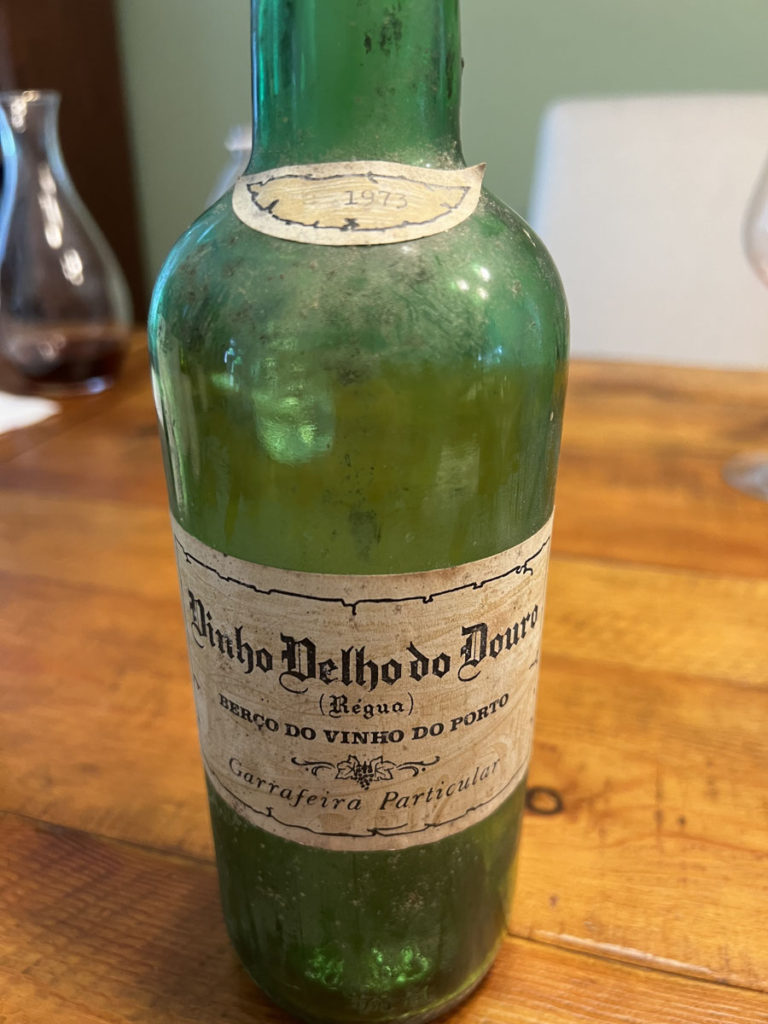 1973
Vinho Velho do Douro
(Régua)
BERÇO DO VINHO DO PORTO
Garrafeira Particular